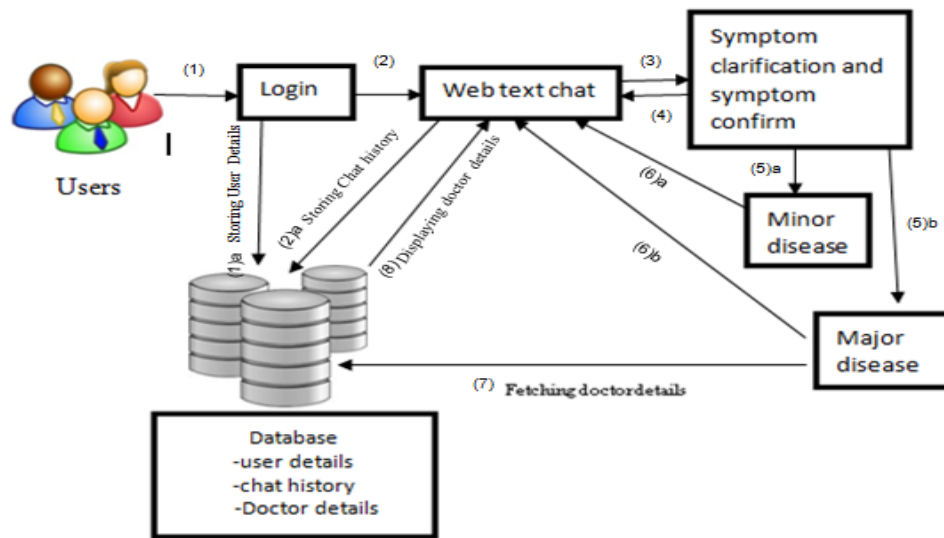 (1)
(2)
(3)
(4)
Users
Login
Web text chat
Symptom
clarification and
symptom
confirm
(1)a Storing User Details
(2)a Storing Chat history
(8) Displaying doctor details
(6)a
(6)b
(5)a
(5)b
Minor
disease
Major
disease
(7) Fetching doctordetails
Database
-user details
-chat history
-Doctor details